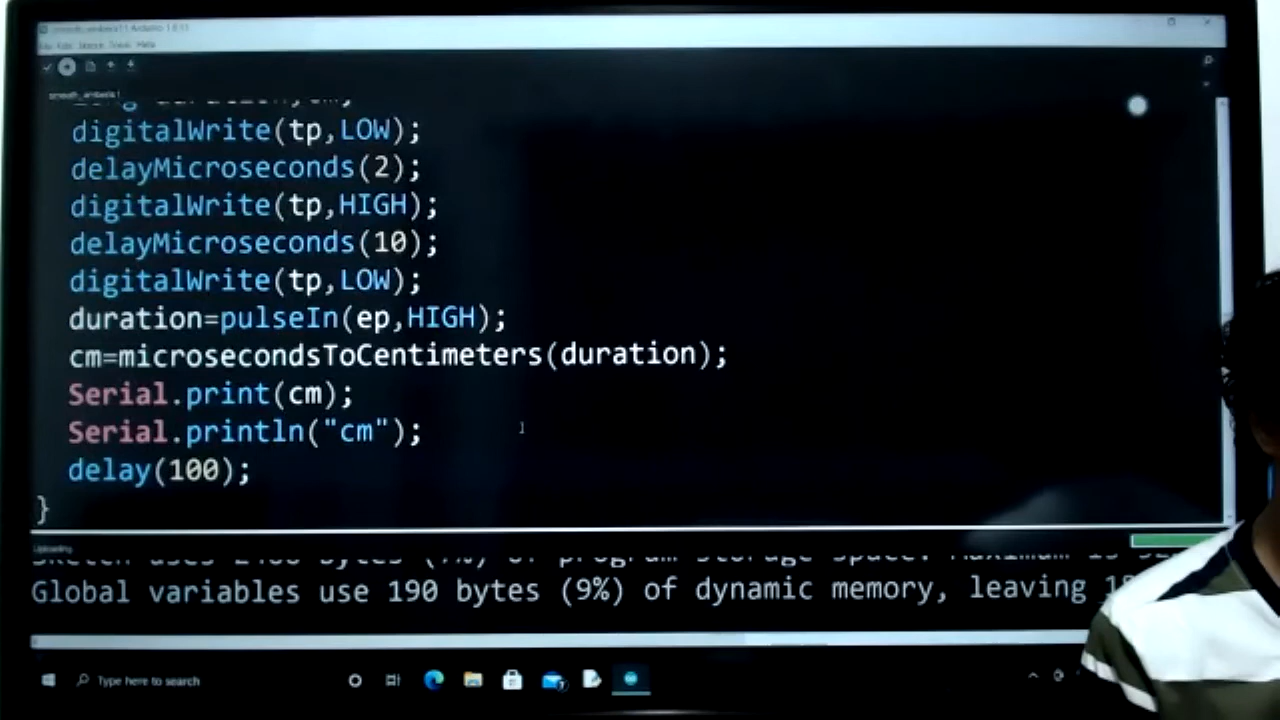 digitalWrite(tp,LOW);
delayMicroseconds(2);
digitalWrite(tp,HIGH);
delayMicroseconds(10);
digitalWrite(tp,LOW);
duration=pulseIn(ep,HIGH);
cm=microsecondsToCentimeters(duration);
Serial.print(cm);
Serial.println("cm");
delay(100);
}
Uploading
Global variables use 190 bytes (9%) of dynamic memory, leaving
Type here to search